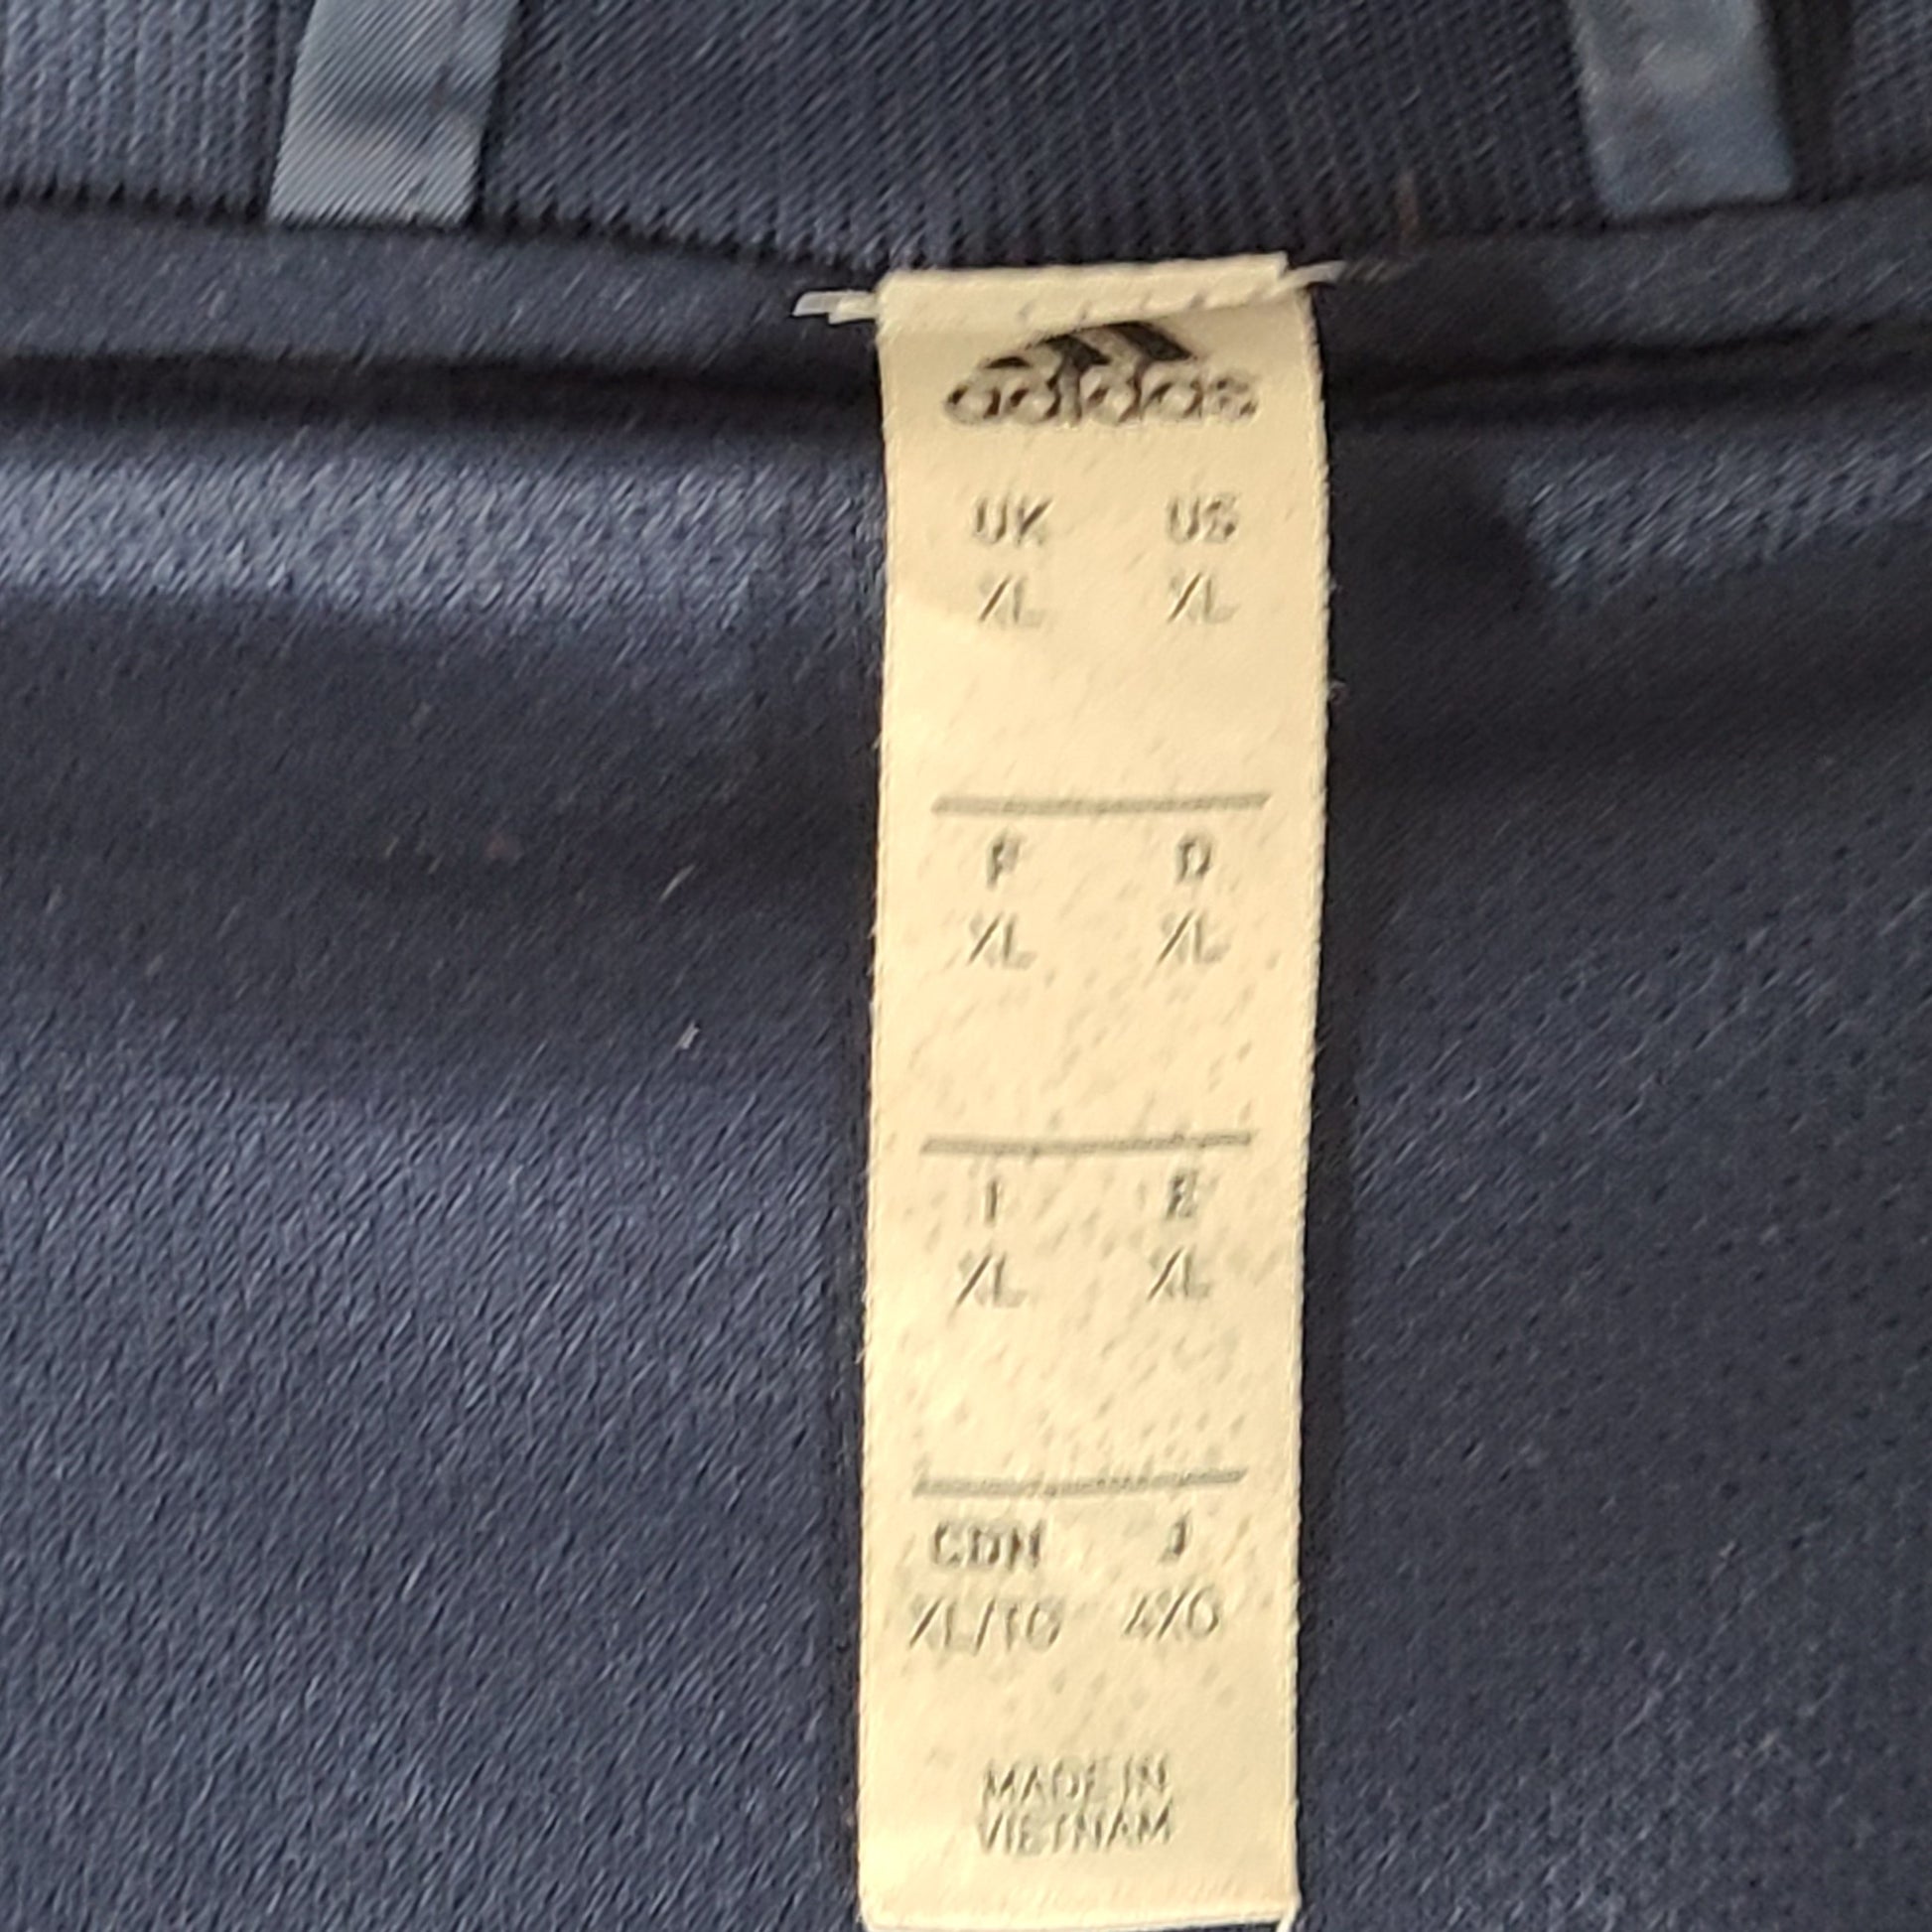 adidas
UK US
XL XL
F D
XL XL
I E
XL XL
CDN J
XL/TG 4XO
MADE IN
VIETNAM